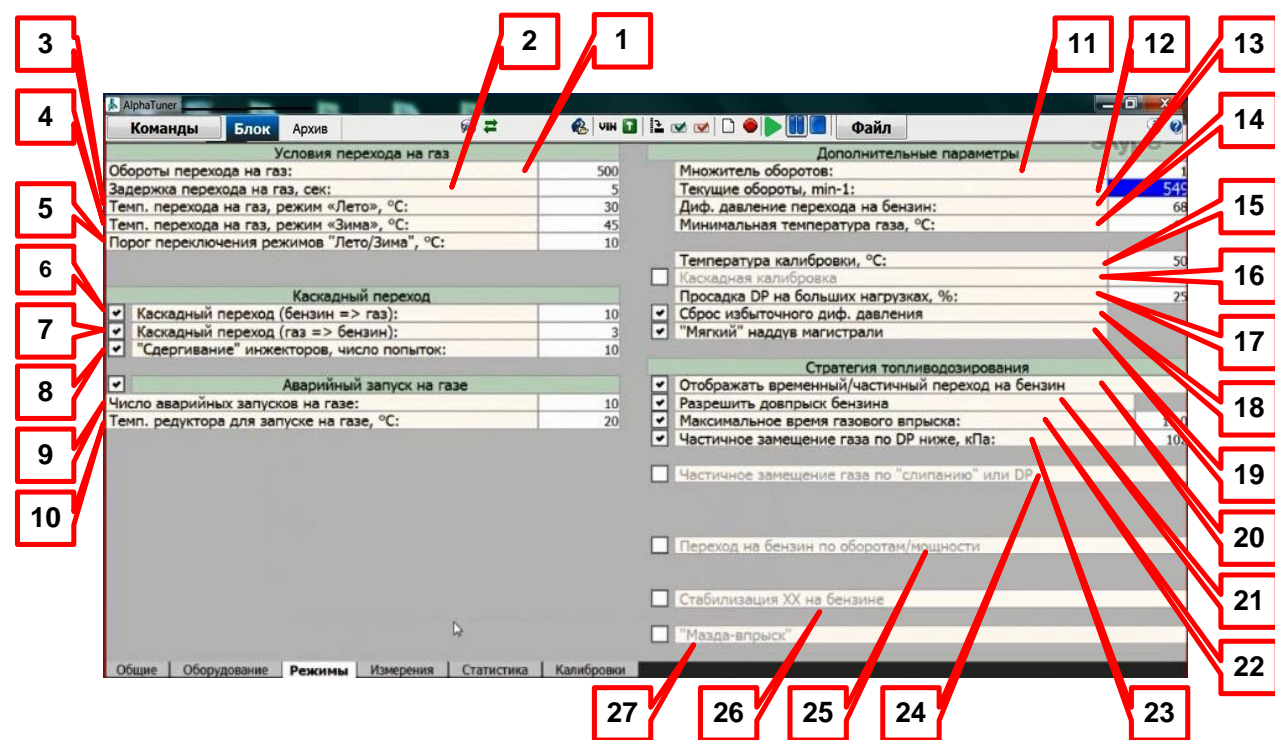 2
1
11
12
3
4
5
6
7
8
9
10
13
14
15
16
17
18
19
20
21
22
27
26
25
24
23
AlphaTuner
Команды Блок Архив VIN Файл
Условия перехода на газ
Обороты перехода на газ: 500
Задержка перехода на газ, сек: 5
Темп. перехода на газ, режим «Лето», °C: 30
Темп. перехода на газ, режим «Зима», °C: 45
Порог переключения режимов "Лето/Зима", °C: 10
Каскадный переход
Каскадный переход (бензин => газ): 10
Каскадный переход (газ => бензин): 3
"Сдергивание" инжекторов, число попыток: 10
Аварийный запуск на газе
Число аварийных запусков на газе: 10
Темп. редуктора для запуске на газе, °C: 20
Дополнительные параметры
Множитель оборотов: 1
Текущие обороты, min-1: 549
Диф. давление перехода на бензин: 68
Минимальная температура газа, °C:
Температура калибровки, °C: 50
Каскадная калибровка
Просадка DP на больших нагрузках, %: 25
Сброс избыточного диф. давления
"Мягкий" наддув магистрали
Стратегия топливодозирования
Отображать временный/частичный переход на бензин
Разрешить довпрыск бензина
Максимальное время газового впрыска:
Частичное замещение газа по DP ниже, кПа:
Частичное замещение газа по "слипанию" или DP
Переход на бензин по оборотам/мощности
Стабилизация ХХ на бензине
"Мазда-впрыск"
Общие Оборудование Режимы Измерения Статистика Калибровки